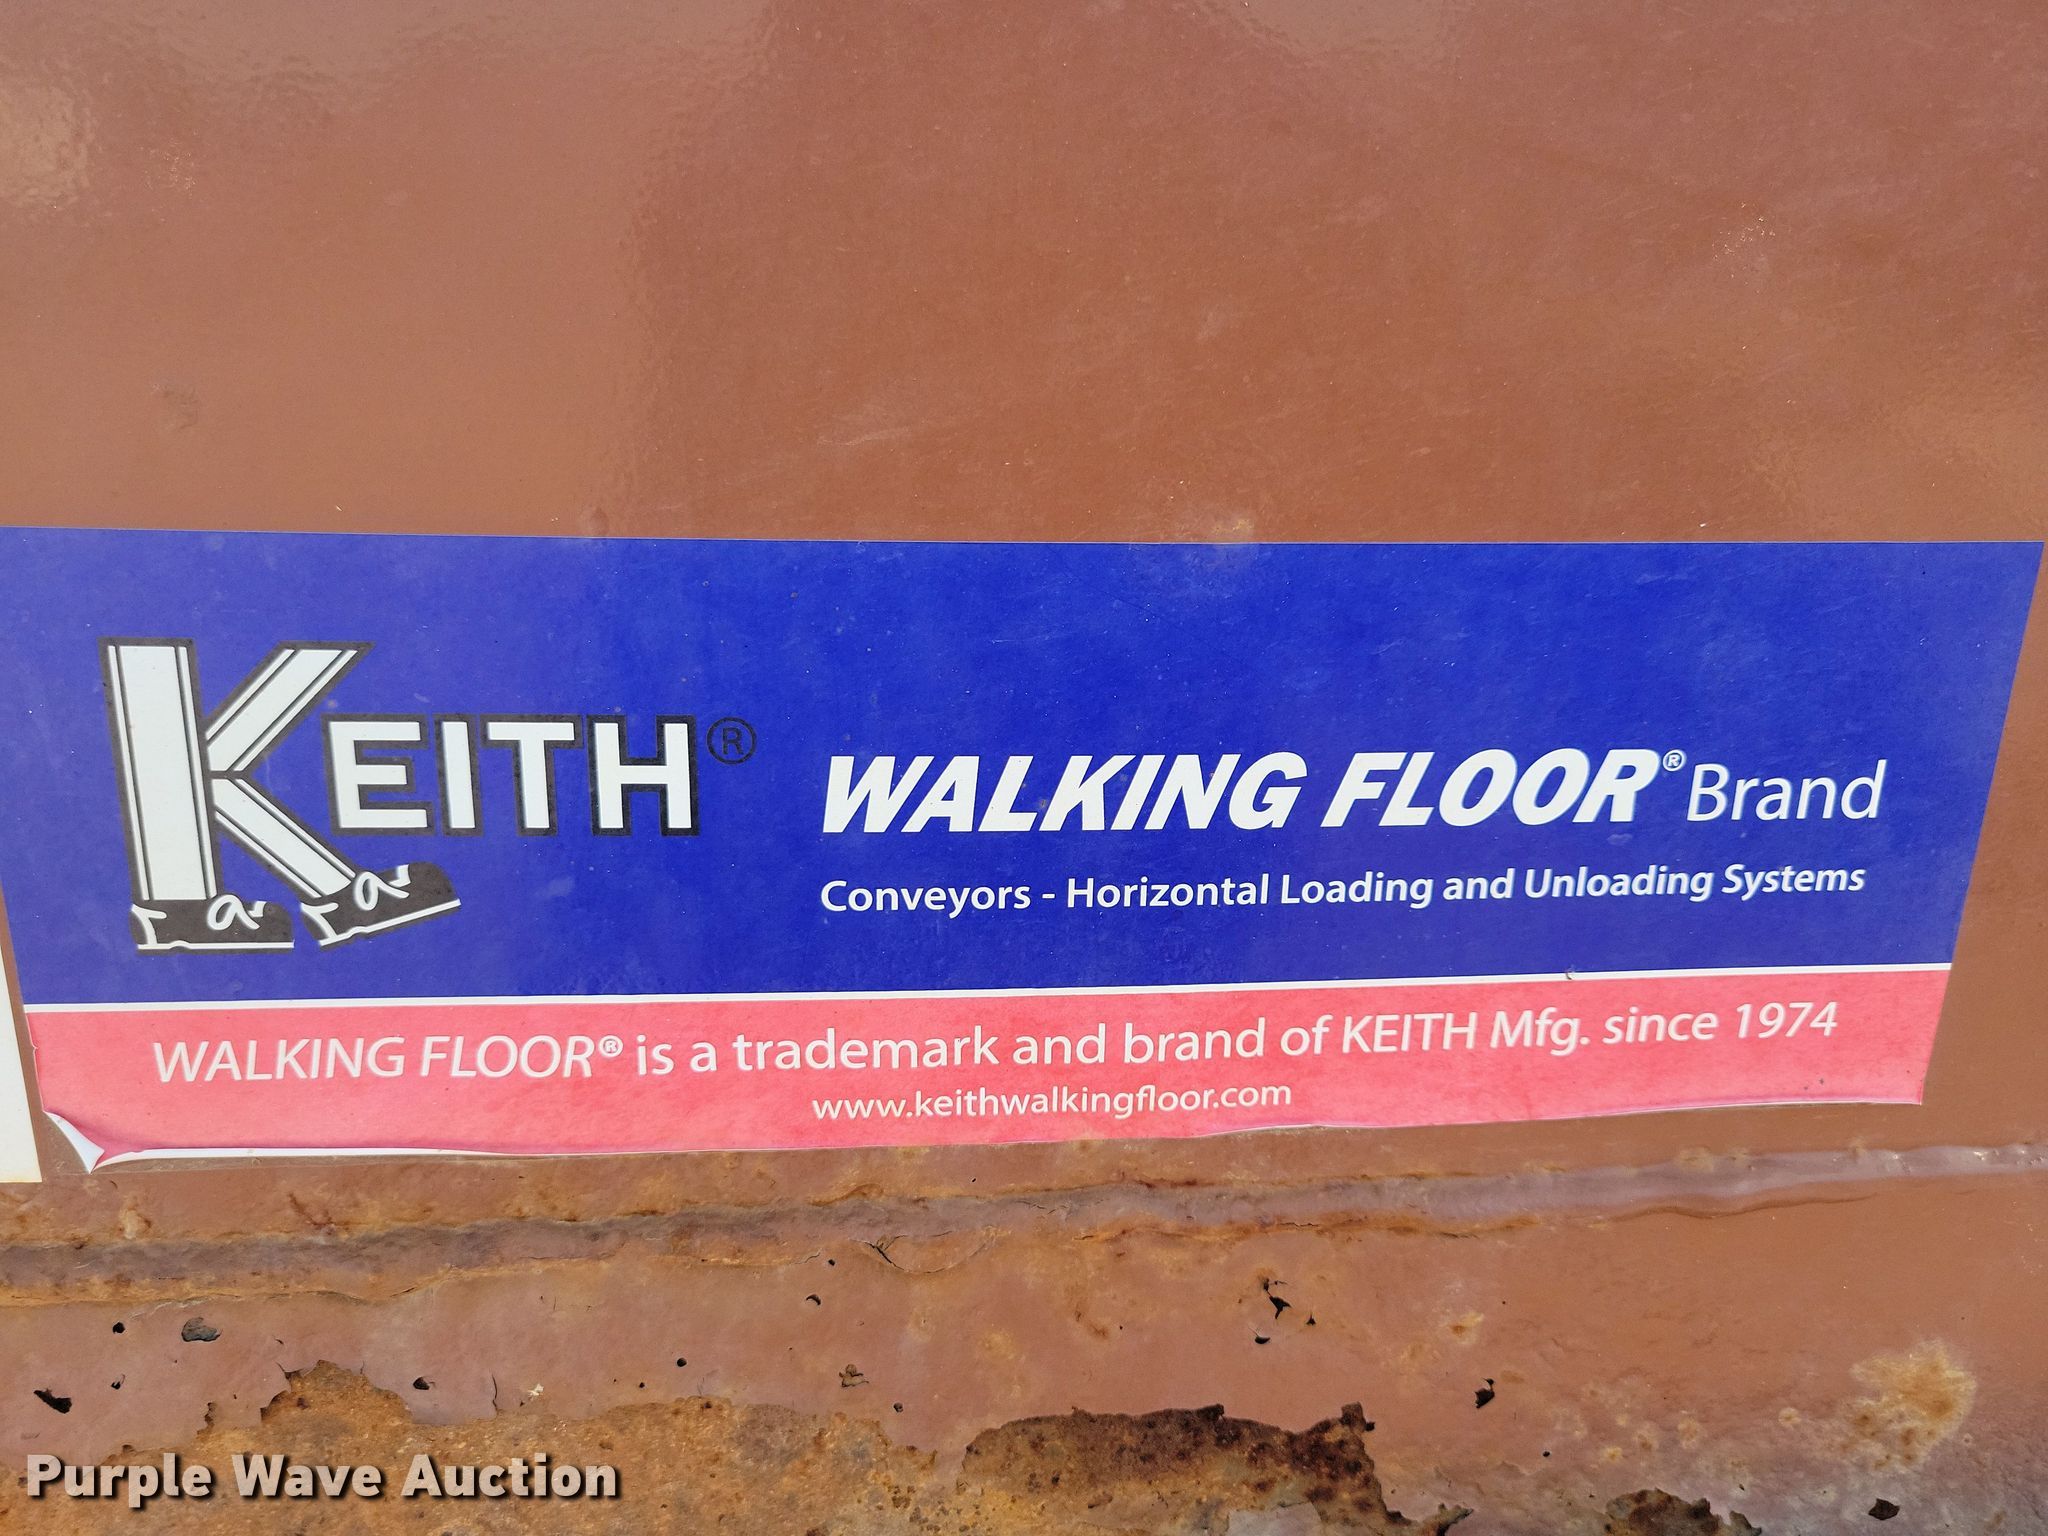 KEITH®
WALKING FLOOR® Brand
Conveyors - Horizontal Loading and Unloading Systems
WALKING FLOOR® is a trademark and brand of KEITH Mfg. since 1974
www.keithwalkingfloor.com
Purple Wave Auction